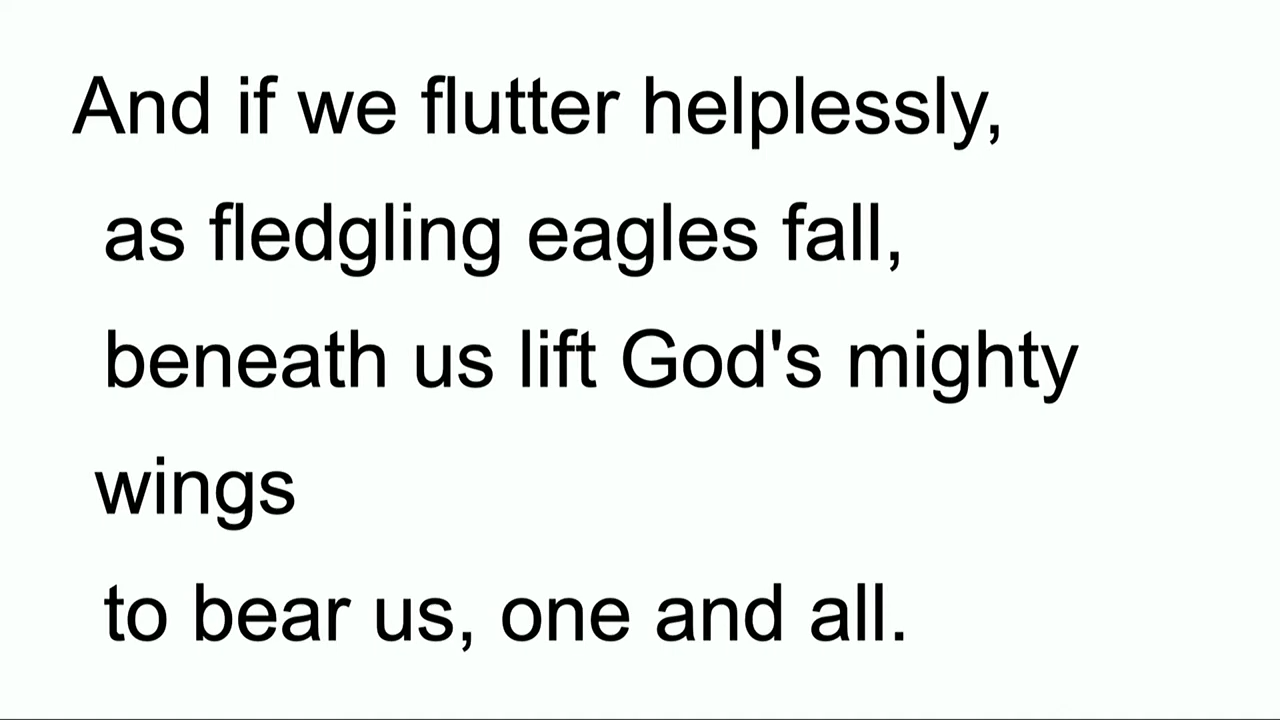 And if we flutter helplessly,
as fledgling eagles fall,
beneath us lift God's mighty
wings
to bear us, one and all.